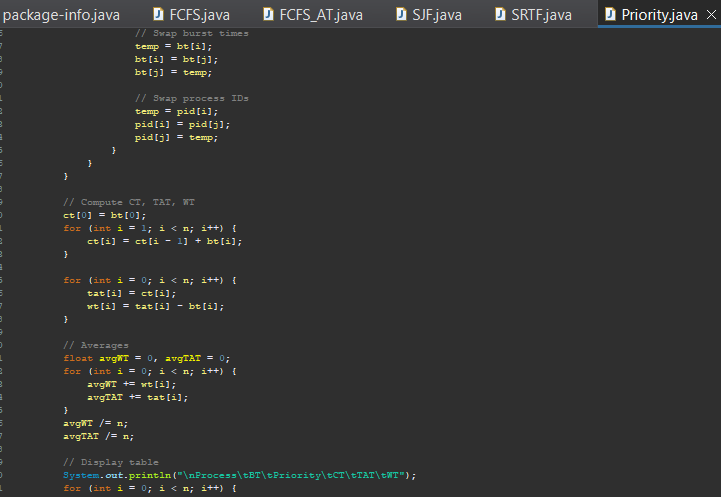 package-info.java FCFS.java FCFS_AT.java SJF.java SRTF.java Priority.java
// Swap burst times
temp = bt[i];
bt[i] = bt[j];
bt[j] = temp;
// Swap process IDs
temp = pid[i];
pid[i] = pid[j];
pid[j] = temp;
}
}
}
// Compute CT, TAT, WT
ct[0] = bt[0];
for (int i = 1; i < n; i++) {
ct[i] = ct[i - 1] + bt[i];
}
for (int i = 0; i < n; i++) {
tat[i] = ct[i];
wt[i] = tat[i] - bt[i];
}
// Averages
float avgWT = 0, avgTAT = 0;
for (int i = 0; i < n; i++) {
avgWT += wt[i];
avgTAT += tat[i];
}
avgWT /= n;
avgTAT /= n;
// Display table
System.out.println("\nProcess\tBT\tPriority\tCT\tTAT\tWT");
for (int i = 0; i < n; i++) {